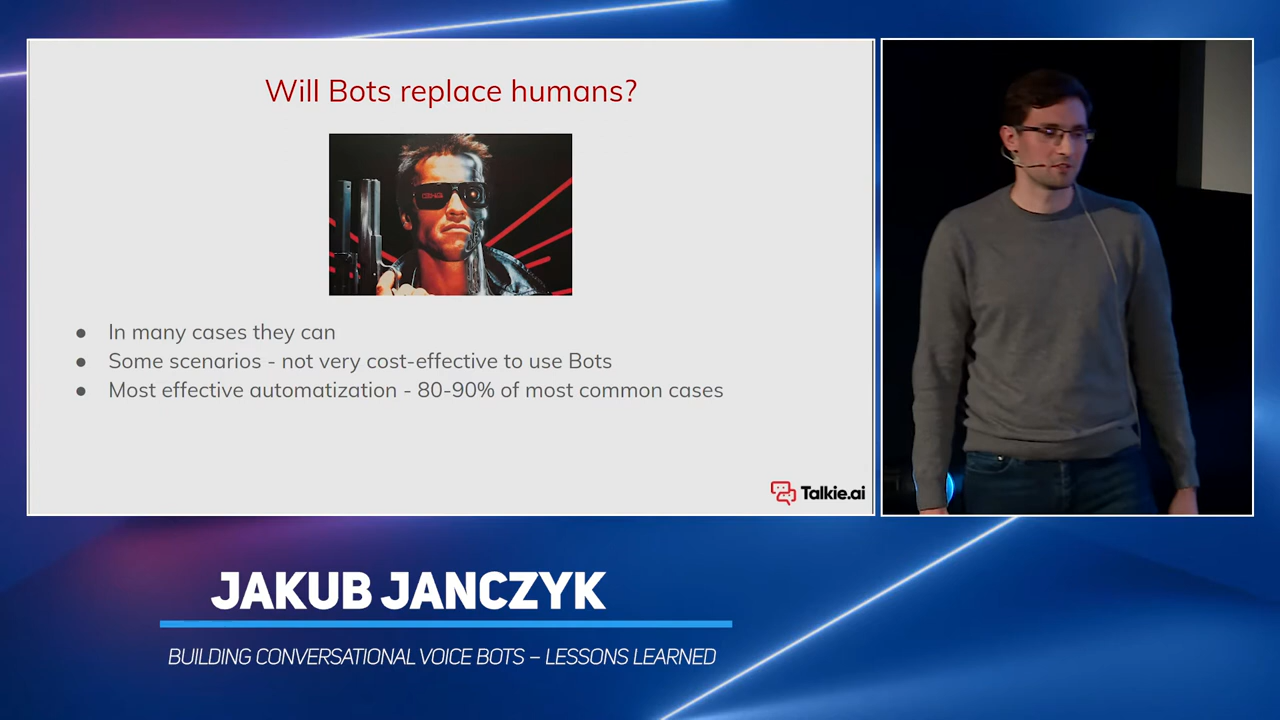 Will Bots replace humans?
● In many cases they can
● Some scenarios - not very cost-effective to use Bots
● Most effective automatization - 80-90% of most common cases
Talkie.ai
JAKUB JANCZYK
BUILDING CONVERSATIONAL VOICE BOTS – LESSONS LEARNED